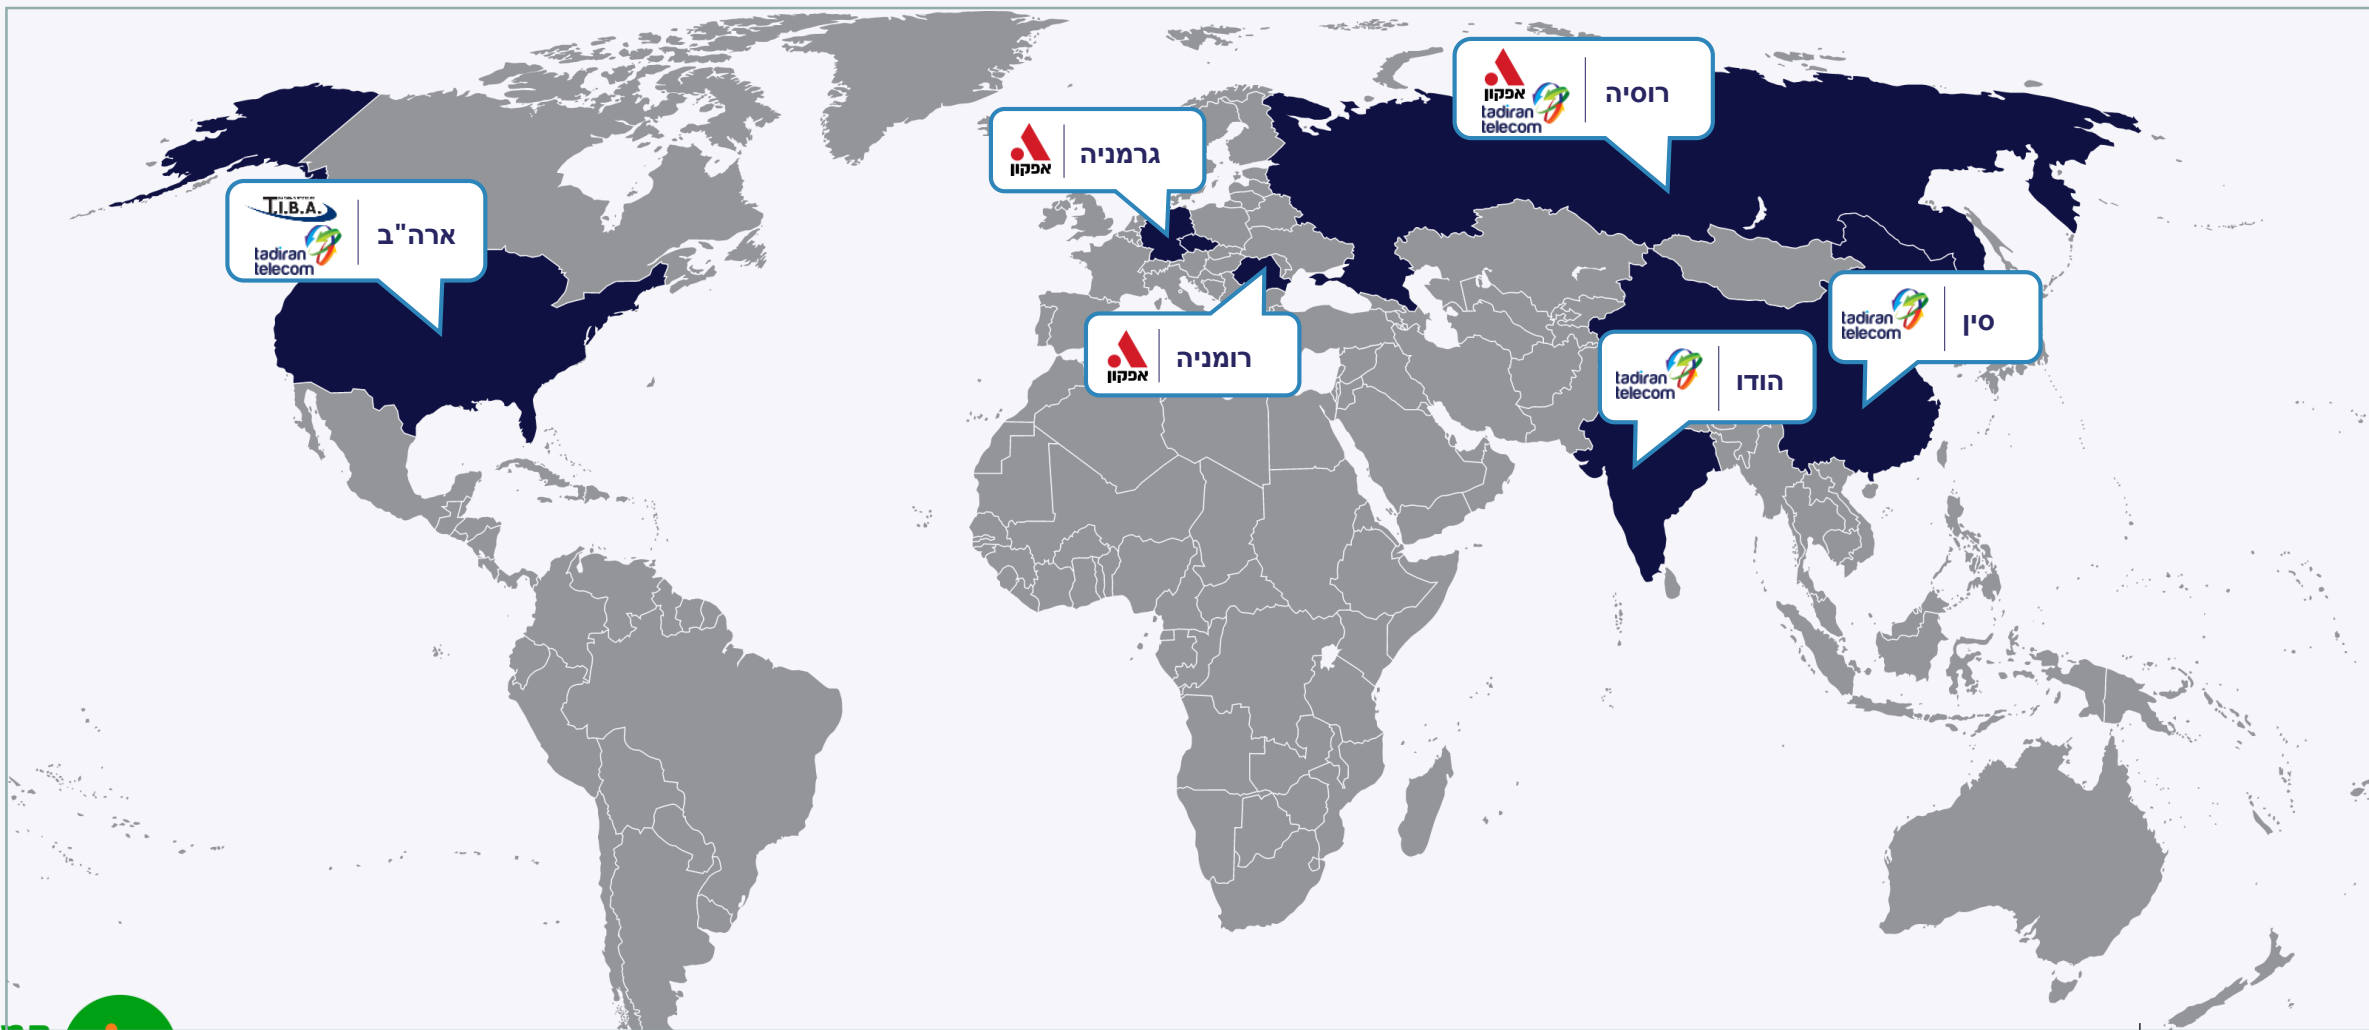 אפקון
tadiran
telecom
רוסיה
אפקון
גרמניה
T.I.B.A.
tadiran
telecom
ארה"ב
tadiran
telecom
סין
אפקון
רומניה
tadiran
telecom
הודו